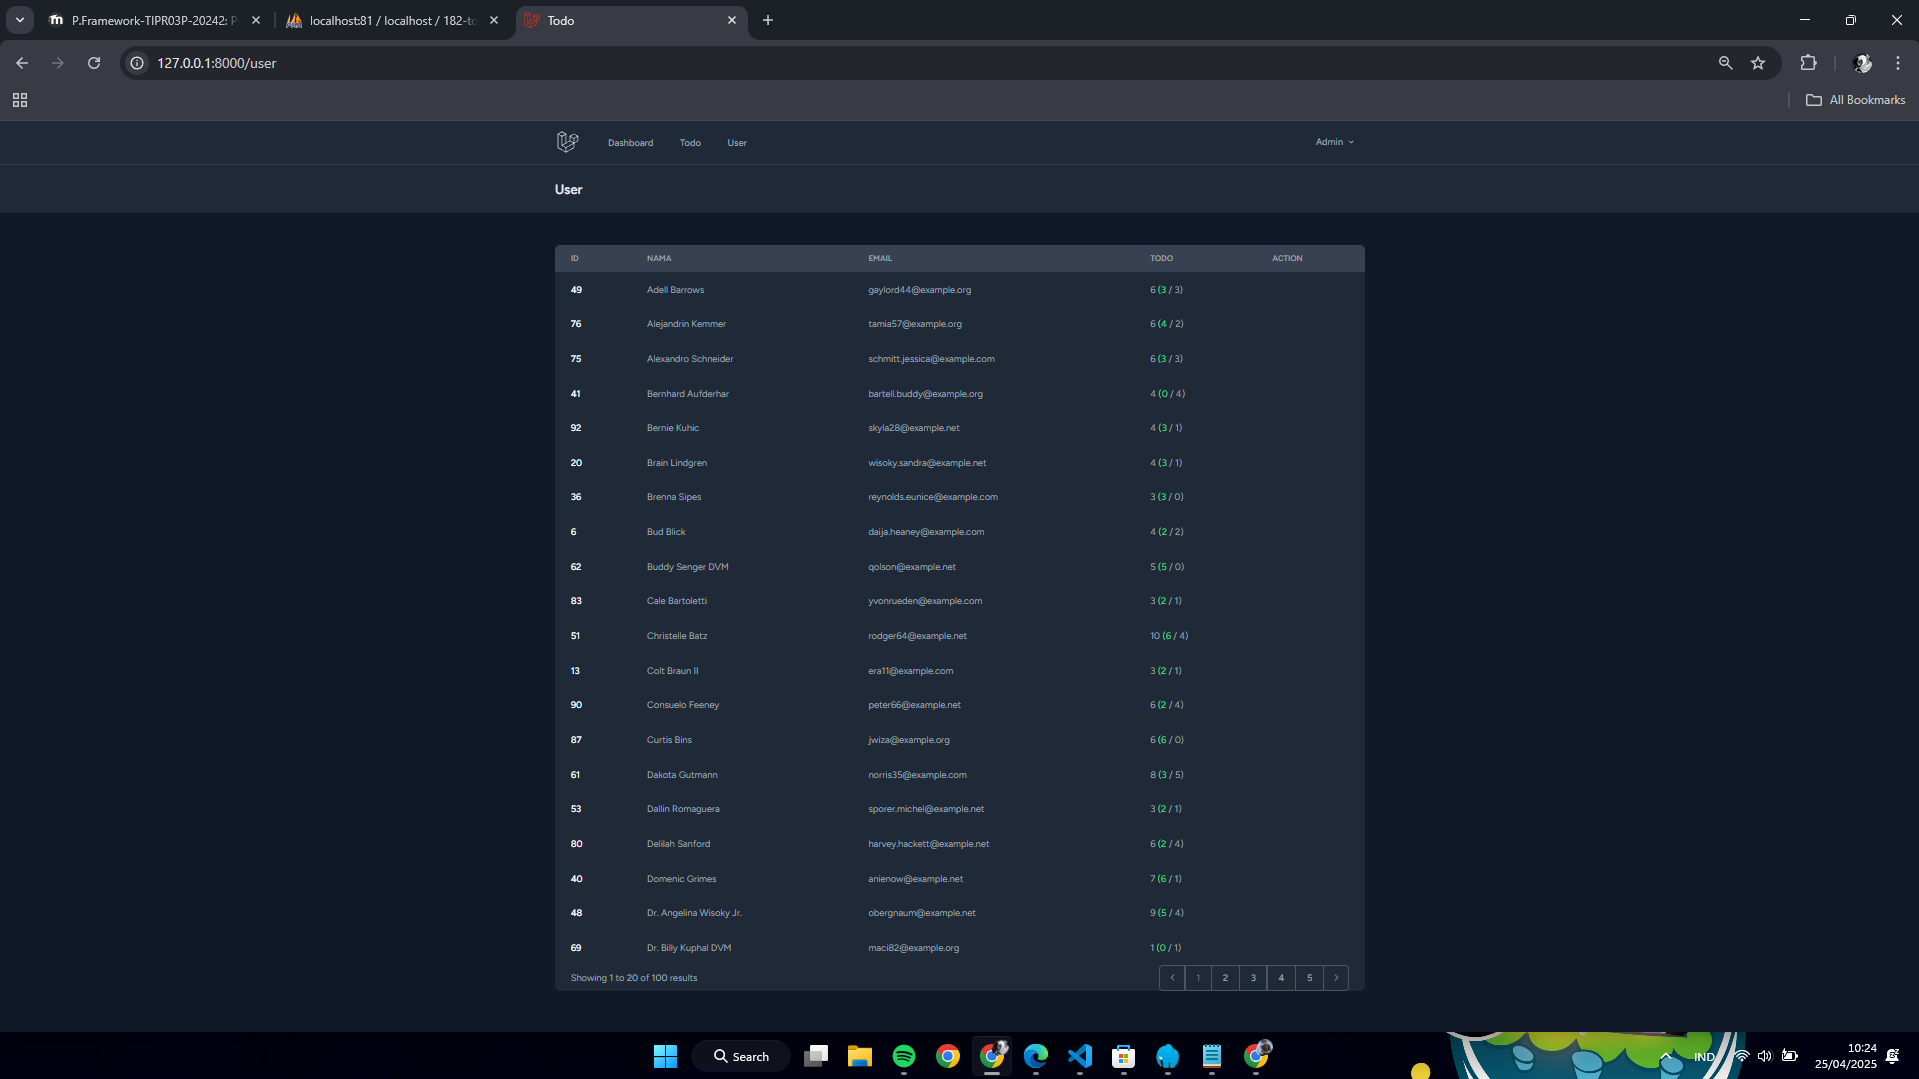 P.Framework-TIPR03P-20242: P
localhost:81 / localhost / 182-to
Todo
127.0.0.1:8000/user
All Bookmarks
Dashboard Todo User Admin
User
ID NAMA EMAIL TODO ACTION
49 Adell Barrows gaylord44@example.org 6 (3 / 3)
76 Alejandrin Kemmer tamia57@example.org 6 (4 / 2)
75 Alexandro Schneider schmitt.jessica@example.com 6 (3 / 3)
41 Bernhard Aufderhar bartell.buddy@example.org 4 (0 / 4)
92 Bernie Kuhic skyla28@example.net 4 (3 / 1)
20 Brain Lindgren wisoky.sandra@example.net 4 (3 / 1)
36 Brenna Sipes reynolds.eunice@example.com 3 (3 / 0)
6 Bud Blick daija.heaney@example.com 4 (2 / 2)
62 Buddy Senger DVM qolson@example.net 5 (5 / 0)
83 Cale Bartoletti yvonrueden@example.com 3 (2 / 1)
51 Christelle Batz rodger64@example.net 10 (6 / 4)
13 Colt Braun II era11@example.com 3 (2 / 1)
90 Consuelo Feeney peter66@example.net 6 (2 / 4)
87 Curtis Bins jwiza@example.org 6 (6 / 0)
61 Dakota Gutmann norris35@example.com 8 (3 / 5)
53 Dallin Romaguera sporer.michel@example.net 3 (2 / 1)
80 Delilah Sanford harvey.hackett@example.net 6 (2 / 4)
40 Domenic Grimes anienow@example.net 7 (6 / 1)
48 Dr. Angelina Wisoky Jr. obergnaum@example.net 9 (5 / 4)
69 Dr. Billy Kuphal DVM maci82@example.org 1 (0 / 1)
Showing 1 to 20 of 100 results < 1 2 3 4 5 >
Search
IND
10:24
25/04/2025